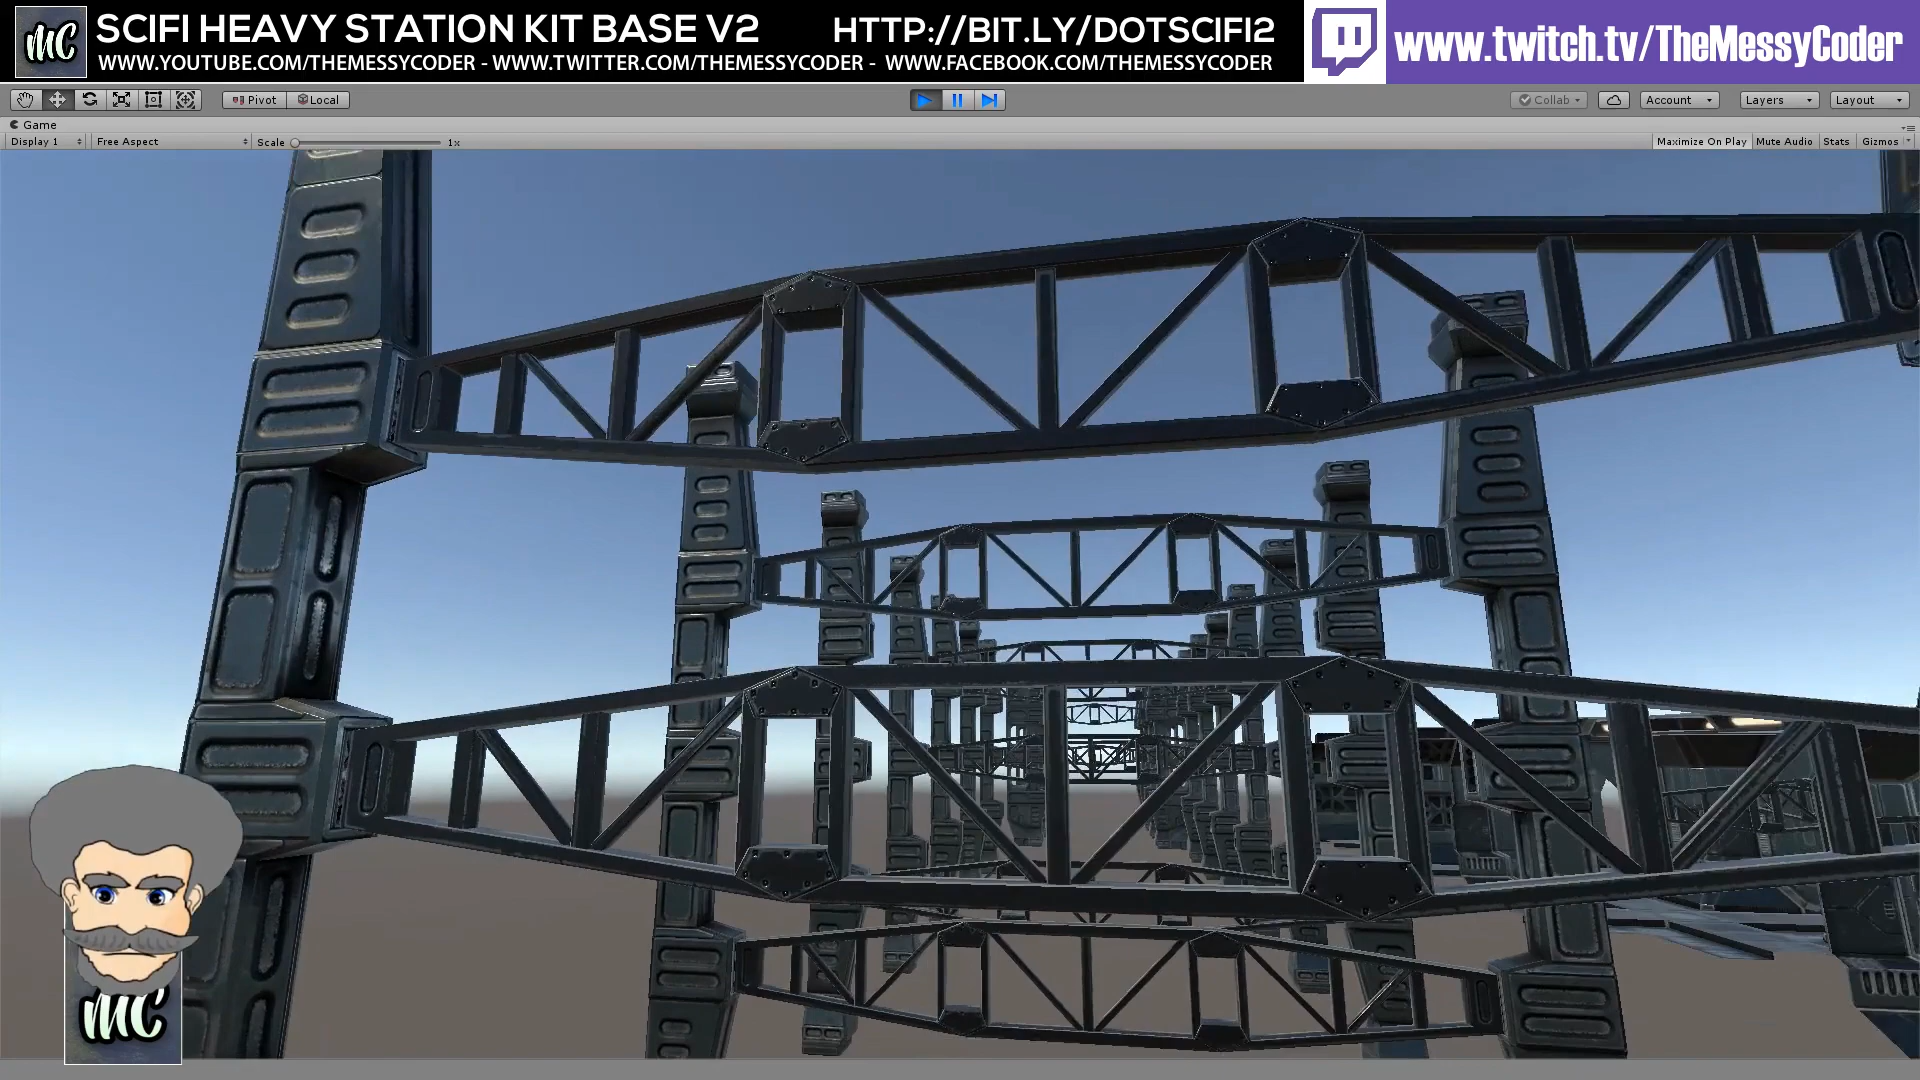 MC SCIFI HEAVY STATION KIT BASE V2 HTTP://BIT.LY/DOTSCIFI2
WWW.YOUTUBE.COM/THEMESSYCODER - WWW.TWITTER.COM/THEMESSYCODER - WWW.FACEBOOK.COM/THEMESSYCODER
www.twitch.tv/TheMessyCoder
Pivot Local Collab Account Layers Layout
Game
Display 1 Free Aspect Scale 1x Maximize On Play Mute Audio Stats Gizmos
MC